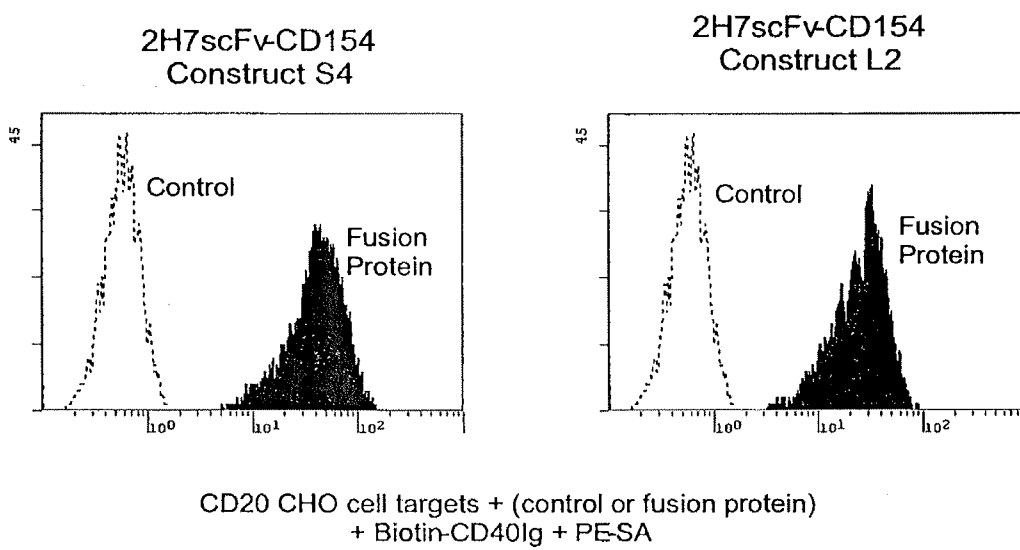 2H7scFv-CD154
Construct S4
2H7scFv-CD154
Construct L2
45
Control
Fusion
Protein
10⁰
10¹
10²
45
Control
Fusion
Protein
10⁰
10¹
10²
CD20 CHO cell targets + (control or fusion protein)
+ Biotin-CD40Ig + PE-SA